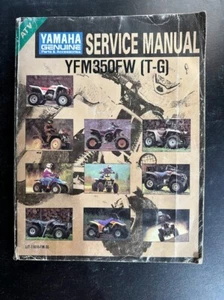 ATV
YAMAHA
GENUINE
Parts & Accessories
SERVICE MANUAL
YFM350FW (T-G)